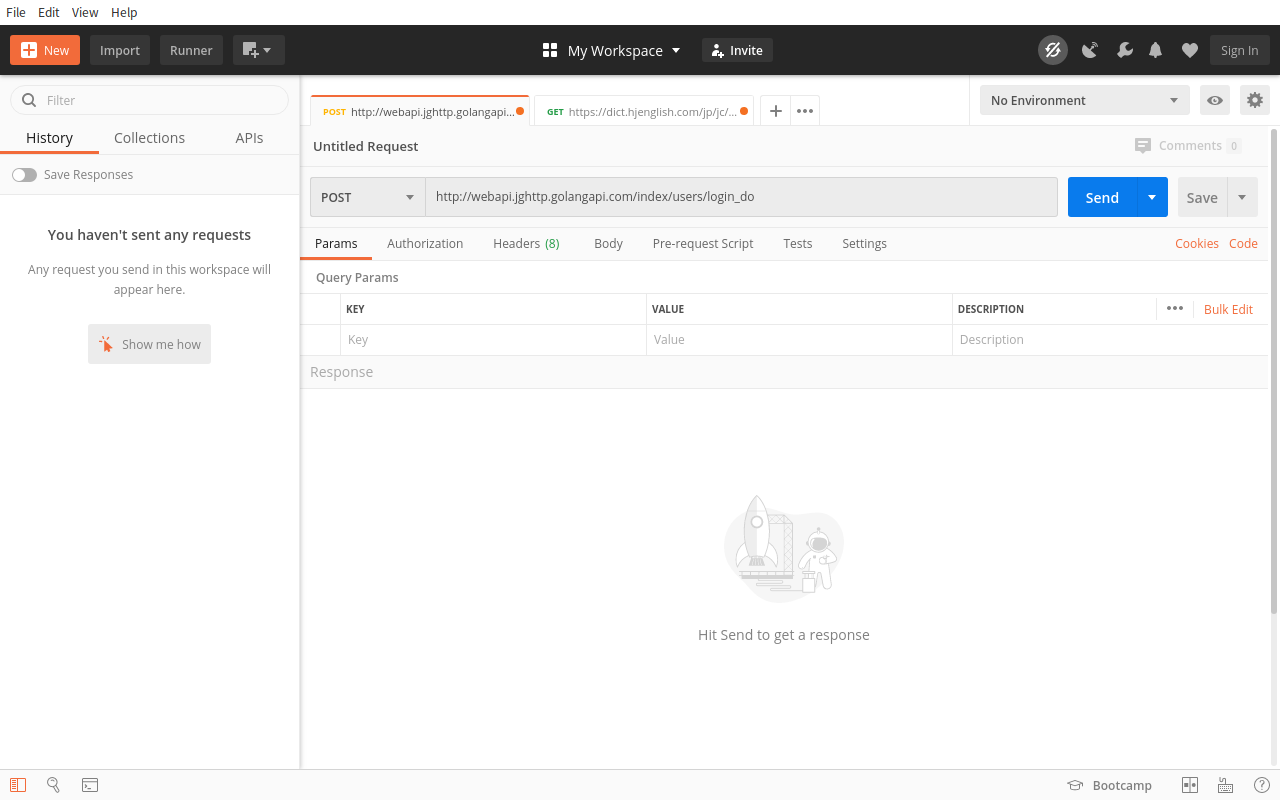 File Edit View Help
New Import Runner My Workspace Invite Sign In
Filter
History Collections APIs
Save Responses
You haven't sent any requests
Any request you send in this workspace will
appear here.
Show me how
POST http://webapi.jghttp.golangapi... GET https://dict.hjenglish.com/jp/jc/... No Environment
Untitled Request Comments 0
POST http://webapi.jghttp.golangapi.com/index/users/login_do Send Save
Params Authorization Headers (8) Body Pre-request Script Tests Settings Cookies Code
Query Params
KEY VALUE DESCRIPTION Bulk Edit
Key Value Description
Response
Hit Send to get a response
Bootcamp